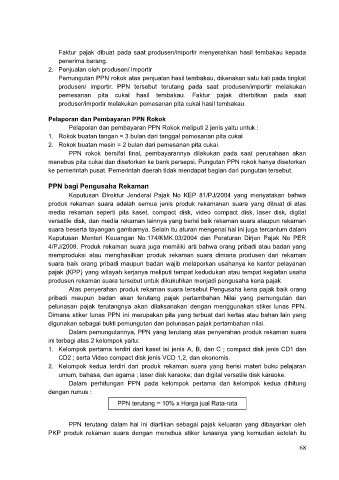 Faktur pajak dibuat pada saat produsen/importir menyerahkan hasil tembakau kepada
penerima barang.
2. Penjualan oleh produsen/ importir
Pemungutan PPN rokok atas penjualan hasil tembakau, dikenakan satu kali pada tingkat
produsen/ importir. PPN tersebut terutang pada saat produsen/importir melakukan
pemesanan pita cukai hasil tembakau. Faktur pajak diterbitkan pada saat
produser/importir melakukan pemesanan pita cukai hasil tembakau.
Pelaporan dan Pembayaran PPN Rokok
Pelaporan dan pembayaran PPN Rokok meliputi 2 jenis yaitu untuk :
1. Rokok buatan tangan = 3 bulan dari tanggal pemesanan pita cukai
2. Rokok buatan mesin = 2 bulan dari pemesanan pita cukai.
PPN rokok bersifat final, pembayarannya dilakukan pada saat perusahaan akan
menebus pita cukai dan disetorkan ke bank persepsi. Pungutan PPN rokok hanya disetorkan
ke pemerintah pusat. Pemerintah daerah tidak mendapat bagian dari pungutan tersebut.
PPN bagi Pengusaha Rekaman
Keputusan Direktur Jenderal Pajak No KEP 81/PJ/2004 yang menyatakan bahwa
produk rekaman suara adalah semua jenis produk rekamanan suara yang dibuat di atas
media rekaman seperti pita kaset, compact disk, video compact disk, laser disk, digital
versatile disk, dan media rekaman lainnya yang berisi baik rekaman suara ataupun rekaman
suara beserta tayangan gambarnya. Selain itu aturan mengenai hal ini juga tercantum dalam
Keputusan Menteri Keuangan No.174/KMK.03/2004 dan Peraturan Dirjen Pajak No PER
4/PJ/2008. Produk rekaman suara juga memiliki arti bahwa orang pribadi atau badan yang
memproduksi atau menghasilkan produk rekaman suara dimana produsen dari rekaman
suara baik orang pribadi maupun badan wajib melaporkan usahanya ke kantor pelayanan
pajak (KPP) yang wilayah kerjanya meliputi tempat kedudukan atau tempat kegiatan usaha
produsen rekaman suara tersebut untuk dikukuhkan menjadi pengusaha kena pajak.
Atas penyerahan produk rekaman suara tersebut Pengusaha kena pajak baik orang
pribadi maupun badan akan terutang pajak pertambahan Nilai yang pemungutan dan
pelunasan pajak terutangnya akan dilaksanakan dengan menggunakan stiker lunas PPN.
Dimana stiker lunas PPN ini merupakan pita yang terbuat dari kertas atau bahan lain yang
digunakan sebagai bukti pemungutan dan pelunasan pajak pertambahan nilai.
Dalam pemungutannya, PPN yang terutang atas penyerahan produk rekaman suara
ini terbagi atas 2 kelompok yaitu:
1. Kelompok pertama terdiri dari kaset isi jenis A, B, dan C ; compact disk jenis CD1 dan
CD2 ; serta Video compact disk jenis VCD 1,2, dan ekonomis.
2. Kelompok kedua terdiri dari produk rekaman suara yang berisi materi buku pelajaran
umum, bahasa, dan agama ; laser disk karaoke; dan digital versatile disk karaoke.
Dalam perhitungan PPN pada kelompok pertama dan kelompok kedua dihitung
dengan rumus :
PPN terutang = 10% x Harga jual Rata-rata
PPN terutang dalam hal ini diartikan sebagai pajak keluaran yang dibayarkan oleh
PKP produk rekaman suara dengan menebus stiker lunasnya yang kemudian setelah itu
68